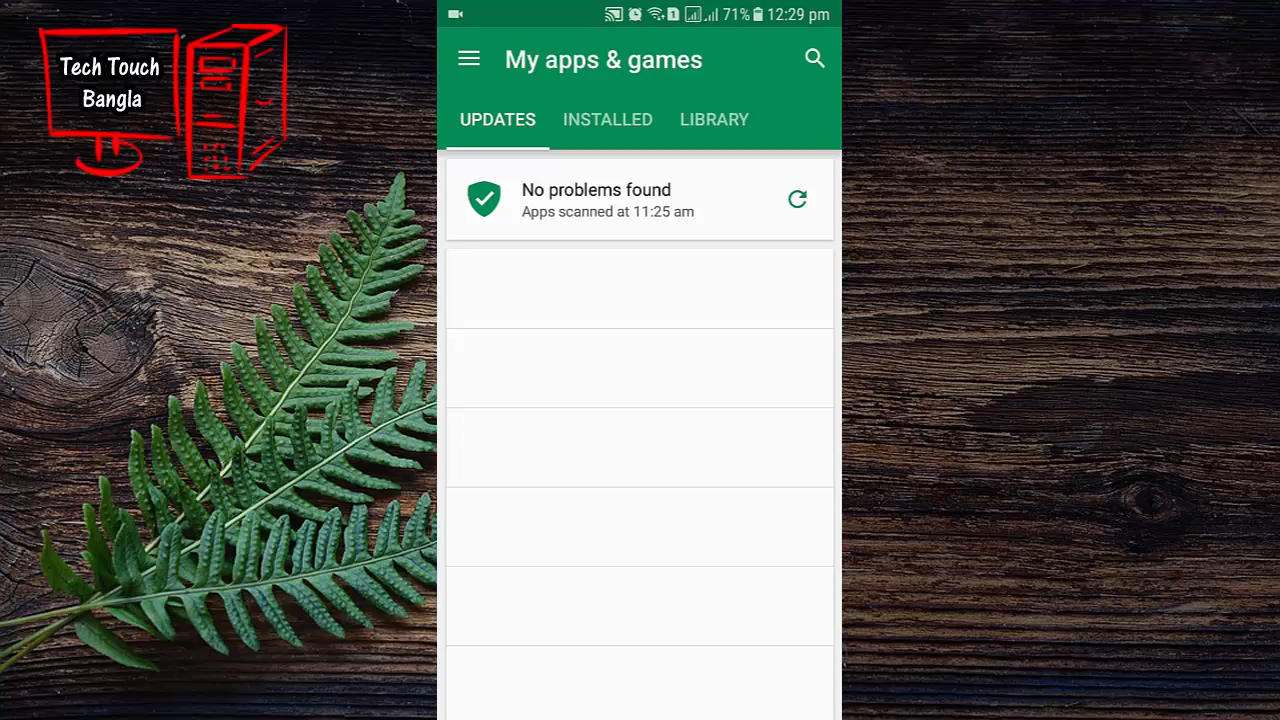 Tech Touch
Bangla
1 71% 12:29 pm
My apps & games
UPDATES INSTALLED LIBRARY
No problems found
Apps scanned at 11:25 am